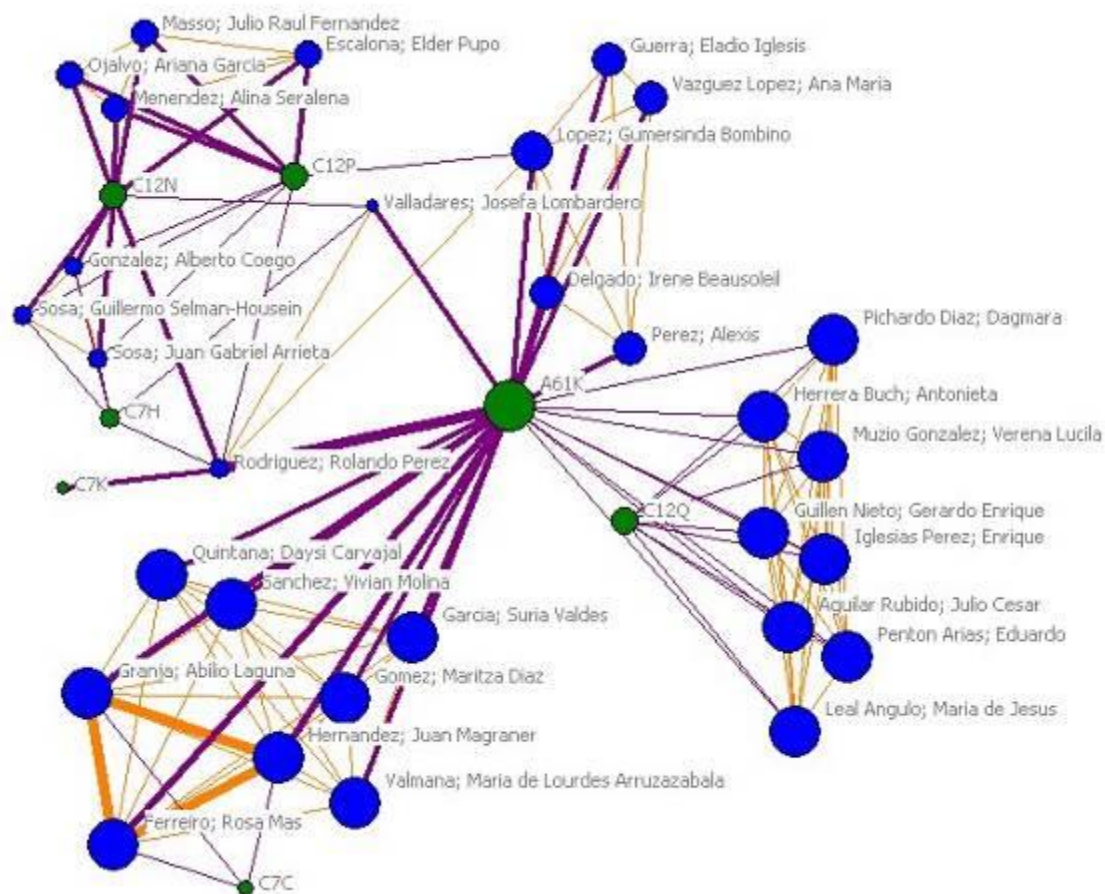 Masso; Julio Raul Fernandez
Escalona; Elder Pupo
Ojalvo; Ariana Garcia
Menendez; Alina Seralena
Guerra; Eladio Iglesis
Vazguez Lopez; Ana Maria
Lopez; Gumersinda Bombino
C12P
C12N
Valladares; Josefa Lombardero
Gonzalez; Alberto Coego
Delgado; Irene Beausoleil
Sosa; Guillermo Selman-Housein
Pichardo Diaz; Dagmara
Perez; Alexis
Sosa; Juan Gabriel Arrieta
A61K
Herrera Buch; Antonieta
C7H
Muzio Gonzalez; Verena Lucila
Rodriguez; Rolando Perez
C7K
C12Q
Guillen Nieto; Gerardo Enrique
Iglesias Perez; Enrique
Quintana; Daysi Carvajal
Sanchez; Vivian Molina
Aguilar Rubido; Julio Cesar
Garcia; Suria Valdes
Penton Arias; Eduardo
Granja; Abilio Laguna
Gomez; Maritza Diaz
Leal Angulo; Maria de Jesus
Hernandez; Juan Magraner
Valmana; Maria de Lourdes Arruzazabala
Ferreiro; Rosa Mas
C7C